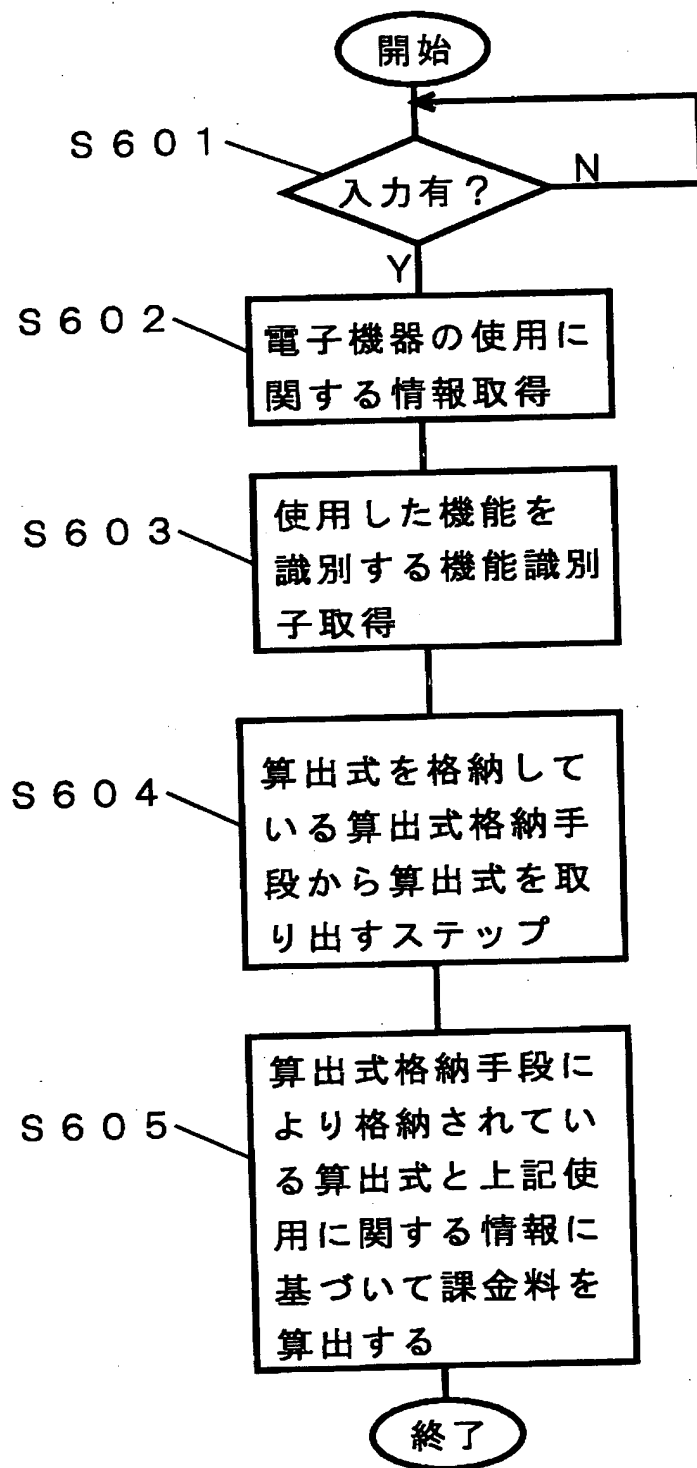 開始
S601
入力有?
N
Y
S602
電子機器の使用に
関する情報取得
S603
使用した機能を
識別する機能識別
子取得
S604
算出式を格納して
いる算出式格納手
段から算出式を取
り出すステップ
S605
算出式格納手段に
より格納されてい
る算出式と上記使
用に関する情報に
基づいて課金料を
算出する
終了